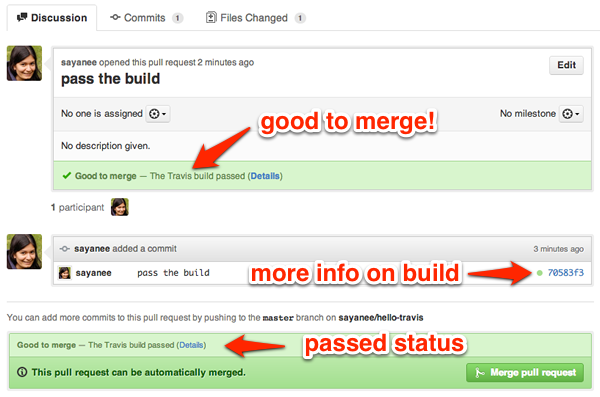 Discussion Commits 1 Files Changed 1
sayanee opened this pull request 2 minutes ago Edit
pass the build
No one is assigned No milestone
good to merge!
No description given.
Good to merge — The Travis build passed (Details)
1 participant
sayanee added a commit 3 minutes ago
sayanee pass the build more info on build 70583f3
You can add more commits to this pull request by pushing to the master branch on sayanee/hello-travis
Good to merge — The Travis build passed (Details) passed status
This pull request can be automatically merged. Merge pull request